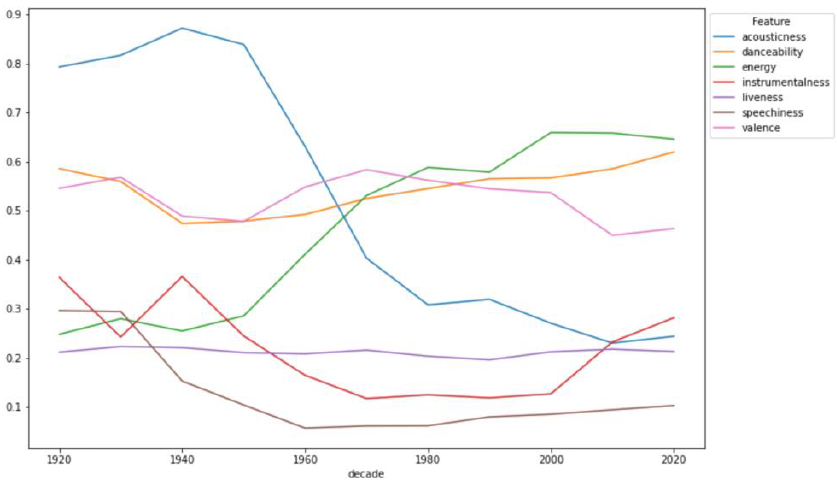 0.9
0.8
0.7
0.6
0.5
0.4
0.3
0.2
0.1
1920 1940 1960 1980 2000 2020
decade
Feature
acousticness
danceability
energy
instrumentalness
liveness
speechiness
valence